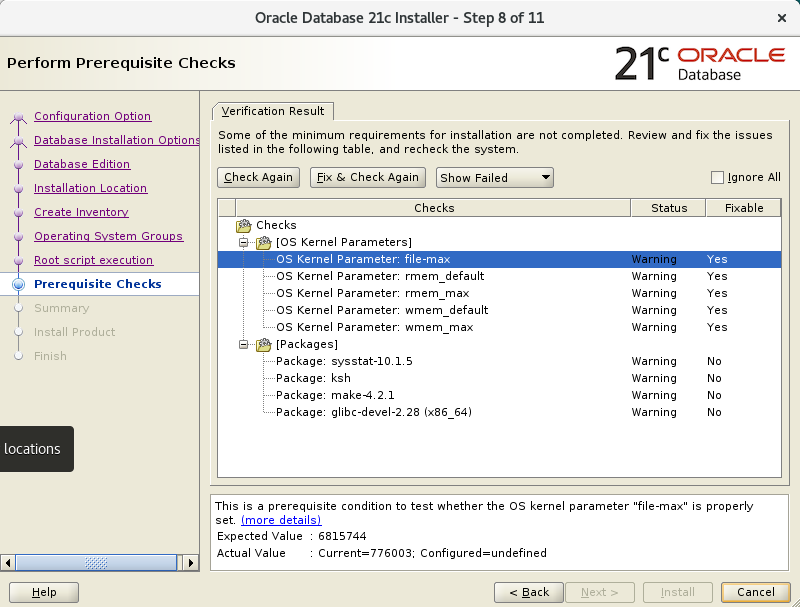 Oracle Database 21c Installer - Step 8 of 11
Perform Prerequisite Checks
21c ORACLE
Database
Configuration Option
Database Installation Options
Database Edition
Installation Location
Create Inventory
Operating System Groups
Root script execution
Prerequisite Checks
Summary
Install Product
Finish
locations
Verification Result
Some of the minimum requirements for installation are not completed. Review and fix the issues
listed in the following table, and recheck the system.
Check Again Fix & Check Again Show Failed Ignore All
Checks Status Fixable
Checks
[OS Kernel Parameters]
OS Kernel Parameter: file-max Warning Yes
OS Kernel Parameter: rmem_default Warning Yes
OS Kernel Parameter: rmem_max Warning Yes
OS Kernel Parameter: wmem_default Warning Yes
OS Kernel Parameter: wmem_max Warning Yes
[Packages]
Package: sysstat-10.1.5 Warning No
Package: ksh Warning No
Package: make-4.2.1 Warning No
Package: glibc-devel-2.28 (x86_64) Warning No
This is a prerequisite condition to test whether the OS kernel parameter "file-max" is properly
set. (more details)
Expected Value : 6815744
Actual Value : Current=776003; Configured=undefined
Help < Back Next > Install Cancel